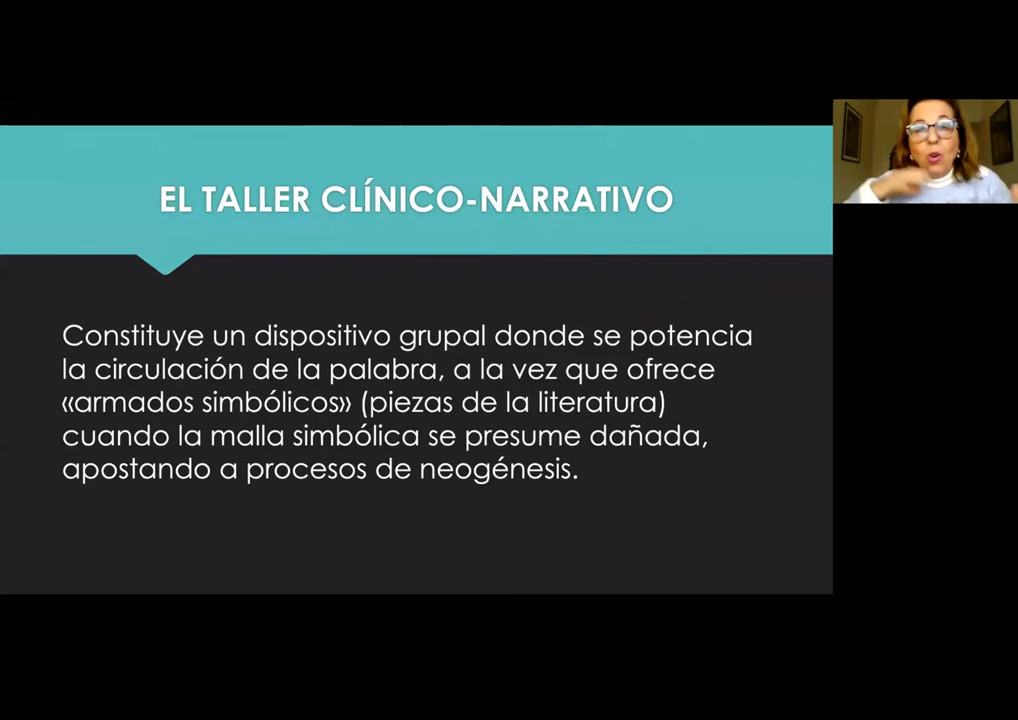 EL TALLER CLÍNICO-NARRATIVO
Constituye un dispositivo grupal donde se potencia
la circulación de la palabra, a la vez que ofrece
«armados simbólicos» (piezas de la literatura)
cuando la malla simbólica se presume dañada,
apostando a procesos de neogénesis.